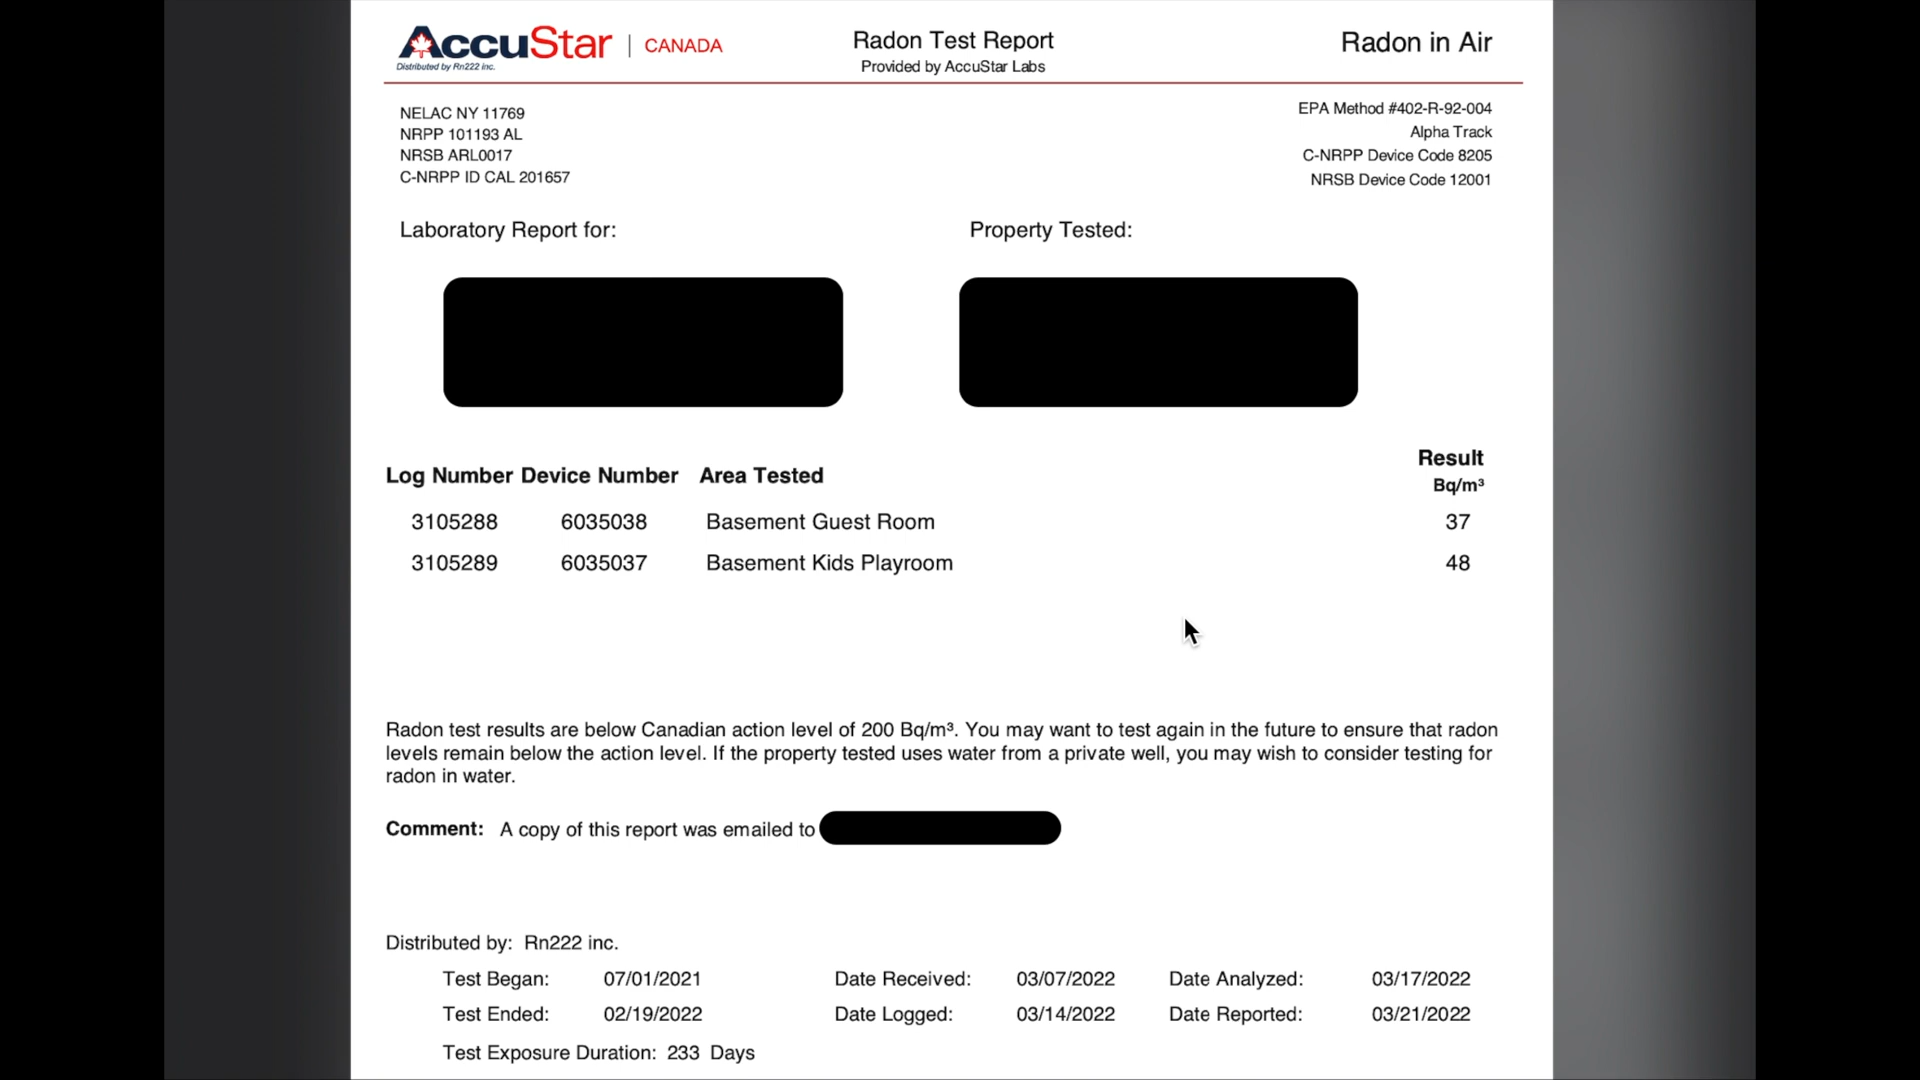 AccuStar | CANADA
Distributed by Rn222 inc.
Radon Test Report
Provided by AccuStar Labs
Radon in Air
NELAC NY 11769
NRPP 101193 AL
NRSB ARL0017
C-NRPP ID CAL 201657
EPA Method #402-R-92-004
Alpha Track
C-NRPP Device Code 8205
NRSB Device Code 12001
Laboratory Report for:
Property Tested:
Log Number Device Number Area Tested Result
Bq/m³
3105288 6035038 Basement Guest Room 37
3105289 6035037 Basement Kids Playroom 48
Radon test results are below Canadian action level of 200 Bq/m³. You may want to test again in the future to ensure that radon
levels remain below the action level. If the property tested uses water from a private well, you may wish to consider testing for
radon in water.
Comment: A copy of this report was emailed to
Distributed by: Rn222 inc.
Test Began: 07/01/2021 Date Received: 03/07/2022 Date Analyzed: 03/17/2022
Test Ended: 02/19/2022 Date Logged: 03/14/2022 Date Reported: 03/21/2022
Test Exposure Duration: 233 Days